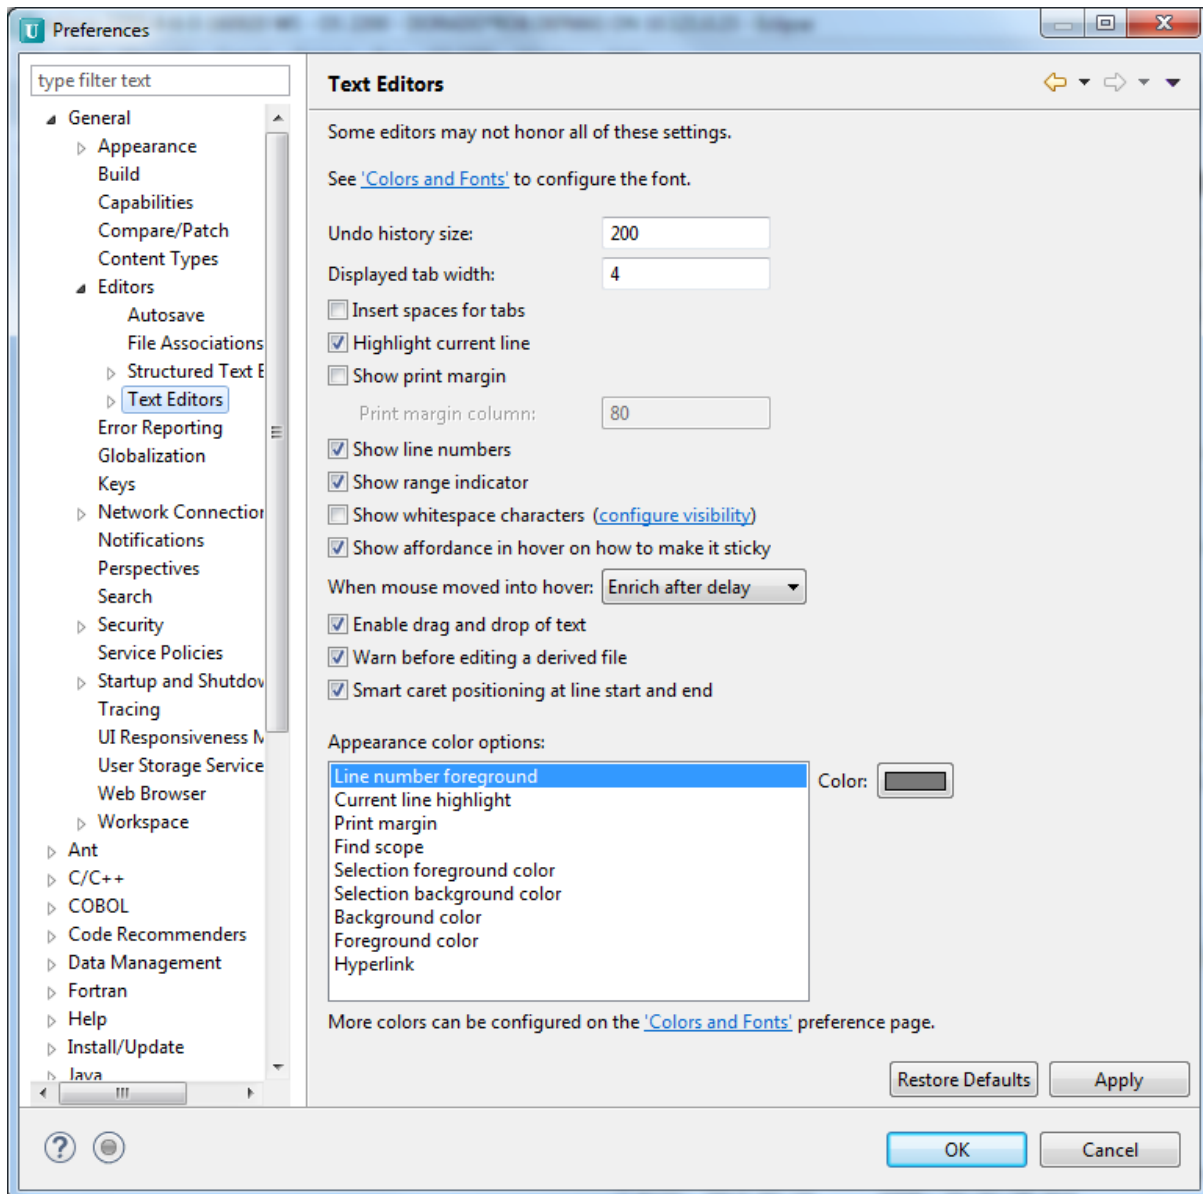 Preferences
type filter text
General
Appearance
Build
Capabilities
Compare/Patch
Content Types
Editors
Autosave
File Associations
Structured Text E
Text Editors
Error Reporting
Globalization
Keys
Network Connection
Notifications
Perspectives
Search
Security
Service Policies
Startup and Shutdow
Tracing
UI Responsiveness M
User Storage Service
Web Browser
Workspace
Ant
C/C++
COBOL
Code Recommenders
Data Management
Fortran
Help
Install/Update
Java
Text Editors
Some editors may not honor all of these settings.
See 'Colors and Fonts' to configure the font.
Undo history size: 200
Displayed tab width: 4
Insert spaces for tabs
Highlight current line
Show print margin
Print margin column: 80
Show line numbers
Show range indicator
Show whitespace characters (configure visibility)
Show affordance in hover on how to make it sticky
When mouse moved into hover: Enrich after delay
Enable drag and drop of text
Warn before editing a derived file
Smart caret positioning at line start and end
Appearance color options:
Line number foreground
Current line highlight
Print margin
Find scope
Selection foreground color
Selection background color
Background color
Foreground color
Hyperlink
Color:
More colors can be configured on the 'Colors and Fonts' preference page.
Restore Defaults Apply
OK Cancel